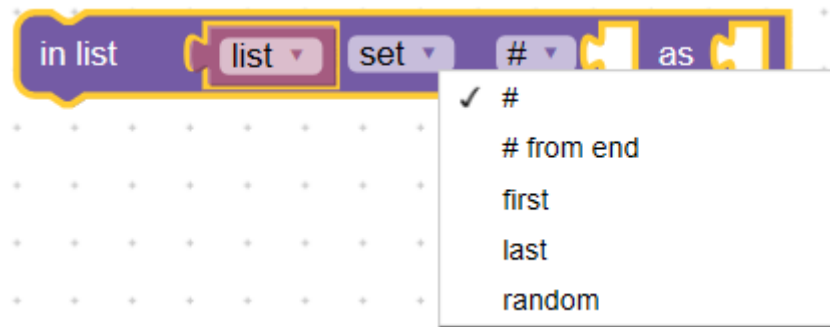 in list list set # as
#
# from end
first
last
random